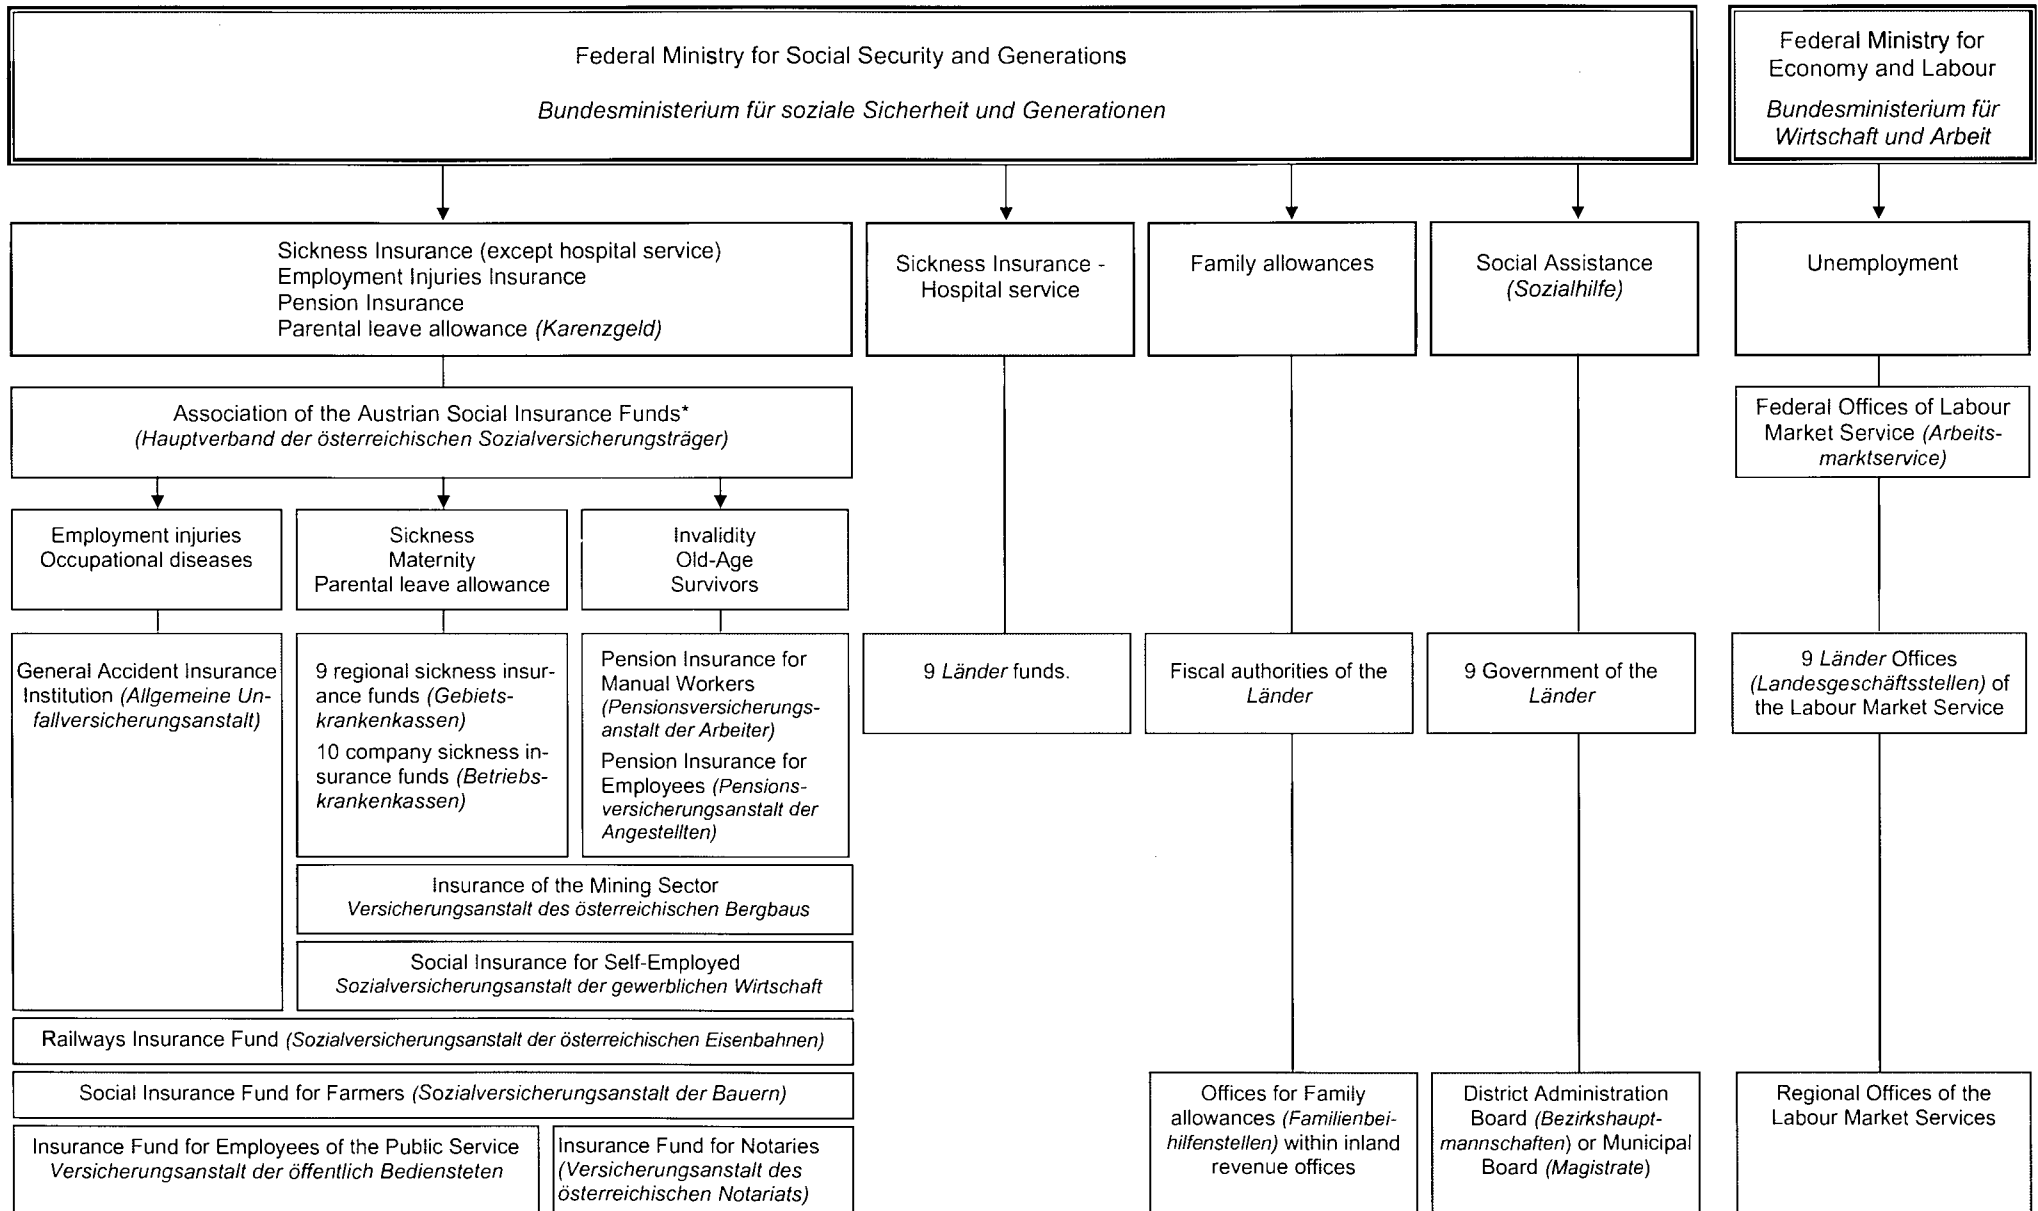 Federal Ministry for Social Security and Generations
Bundesministerium für soziale Sicherheit und Generationen
Federal Ministry for
Economy and Labour
Bundesministerium für
Wirtschaft und Arbeit
Sickness Insurance (except hospital service)
Employment Injuries Insurance
Pension Insurance
Parental leave allowance (Karenzgeld)
Sickness Insurance -
Hospital service
Family allowances
Social Assistance
(Sozialhilfe)
Unemployment
Association of the Austrian Social Insurance Funds*
(Hauptverband der österreichischen Sozialversicherungsträger)
Federal Offices of Labour
Market Service (Arbeits-
marktservice)
Employment injuries
Occupational diseases
Sickness
Maternity
Parental leave allowance
Invalidity
Old-Age
Survivors
General Accident Insurance
Institution (Allgemeine Un-
fallversicherungsanstalt)
9 regional sickness insur-
ance funds (Gebiets-
krankenkassen)
10 company sickness in-
surance funds (Betriebs-
krankenkassen)
Pension Insurance for
Manual Workers
(Pensionsversicherungs-
anstalt der Arbeiter)
Pension Insurance for
Employees (Pensions-
versicherungsanstalt der
Angestellten)
9 Länder funds.
Fiscal authorities of the
Länder
9 Government of the
Länder
9 Länder Offices
(Landesgeschäftsstellen) of
the Labour Market Service
Insurance of the Mining Sector
Versicherungsanstalt des österreichischen Bergbaus
Social Insurance for Self-Employed
Sozialversicherungsanstalt der gewerblichen Wirtschaft
Railways Insurance Fund (Sozialversicherungsanstalt der österreichischen Eisenbahnen)
Social Insurance Fund for Farmers (Sozialversicherungsanstalt der Bauern)
Insurance Fund for Employees of the Public Service
Versicherungsanstalt der öffentlich Bediensteten
Insurance Fund for Notaries
(Versicherungsanstalt des
österreichischen Notariats)
Offices for Family
allowances (Familienbei-
hilfenstellen) within inland
revenue offices
District Administration
Board (Bezirkshaupt-
mannschaften) or Municipal
Board (Magistrate)
Regional Offices of the
Labour Market Services